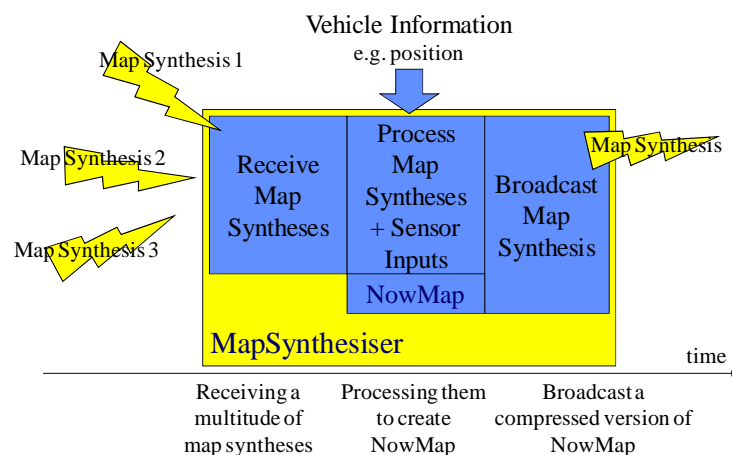 Vehicle Information
e.g. position
Map Synthesis 1
Map Synthesis 2
Map Synthesis 3
Receive
Map
Syntheses
Process
Map
Syntheses
+ Sensor
Inputs
NowMap
Broadcast
Map
Synthesis
Map Synthesis
MapSynthesiser
time
Receiving a
multitude of
map syntheses
Processing them
to create
NowMap
Broadcast a
compressed version of
NowMap